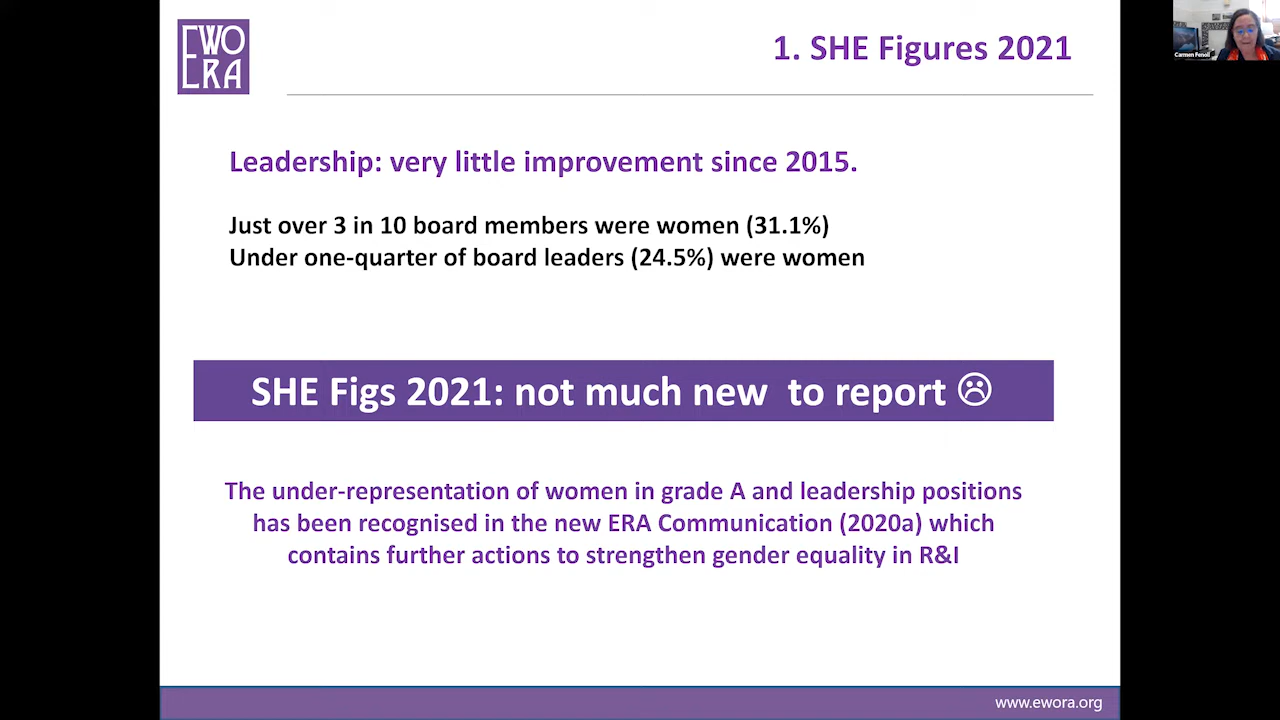 EWO
ERA
1. SHE Figures 2021
Carmen Fenoll
Leadership: very little improvement since 2015.
Just over 3 in 10 board members were women (31.1%)
Under one-quarter of board leaders (24.5%) were women
SHE Figs 2021: not much new to report ☹
The under-representation of women in grade A and leadership positions
has been recognised in the new ERA Communication (2020a) which
contains further actions to strengthen gender equality in R&I
www.ewora.org